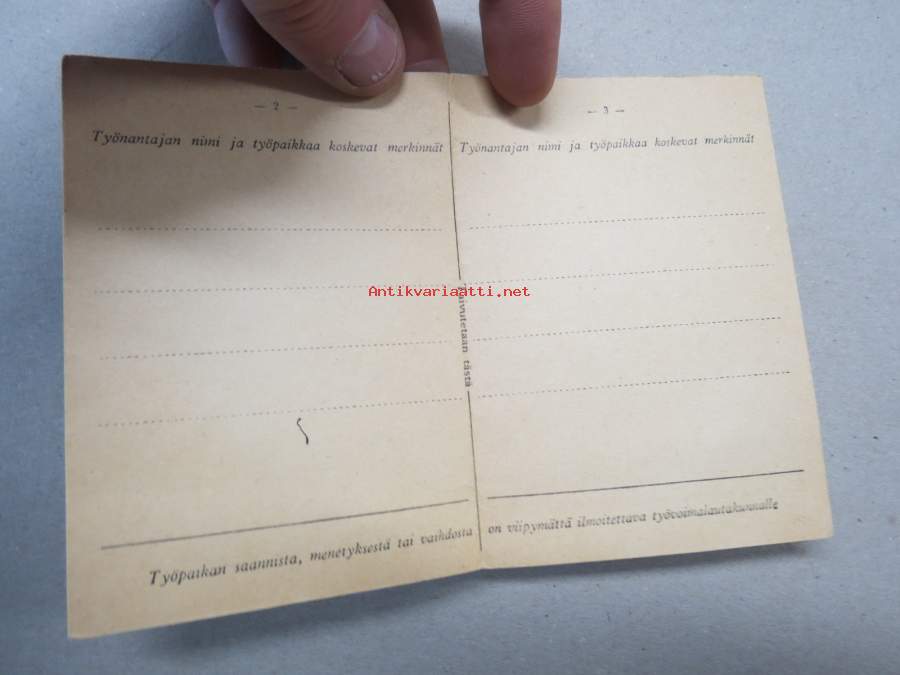 — 2 —
Työnantajan nimi ja työpaikkaa koskevat merkinnät
— 3 —
Työnantajan nimi ja työpaikkaa koskevat merkinnät
Antikvariaatti.net
Taivutetaan tästä
Työpaikan saannista, menetyksestä tai vaihdosta on viipymättä ilmoitettava työvoimalautakunnalle